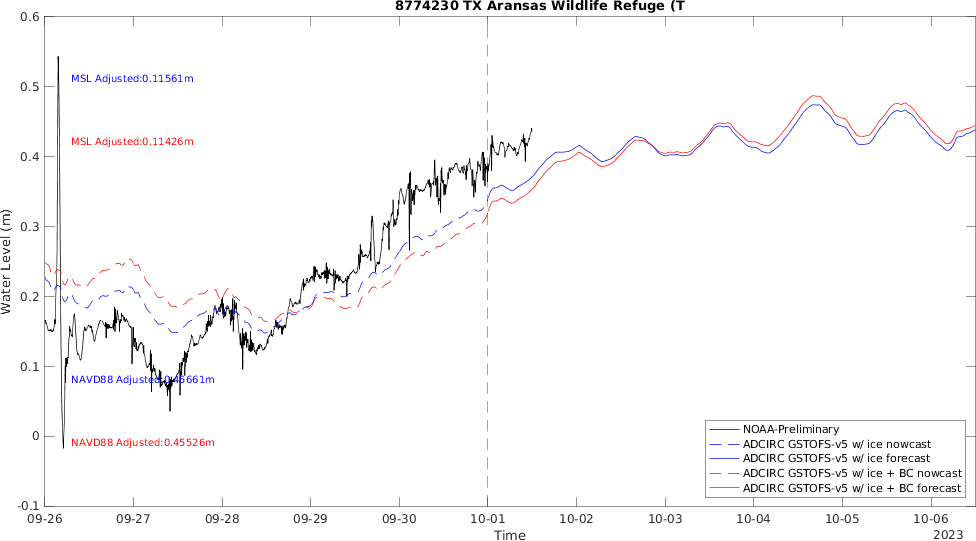 8774230 TX Aransas Wildlife Refuge (T
0.6
0.5
0.4
0.3
0.2
0.1
0
-0.1
Water Level (m)
MSL Adjusted:0.11561m
MSL Adjusted:0.11426m
NAVD88 Adjusted:0.45661m
NAVD88 Adjusted:0.45526m
NOAA-Preliminary
ADCIRC GSTOFS-v5 w/ ice nowcast
ADCIRC GSTOFS-v5 w/ ice forecast
ADCIRC GSTOFS-v5 w/ ice + BC nowcast
ADCIRC GSTOFS-v5 w/ ice + BC forecast
09-26 09-27 09-28 09-29 09-30 10-01 10-02 10-03 10-04 10-05 10-06
Time
2023